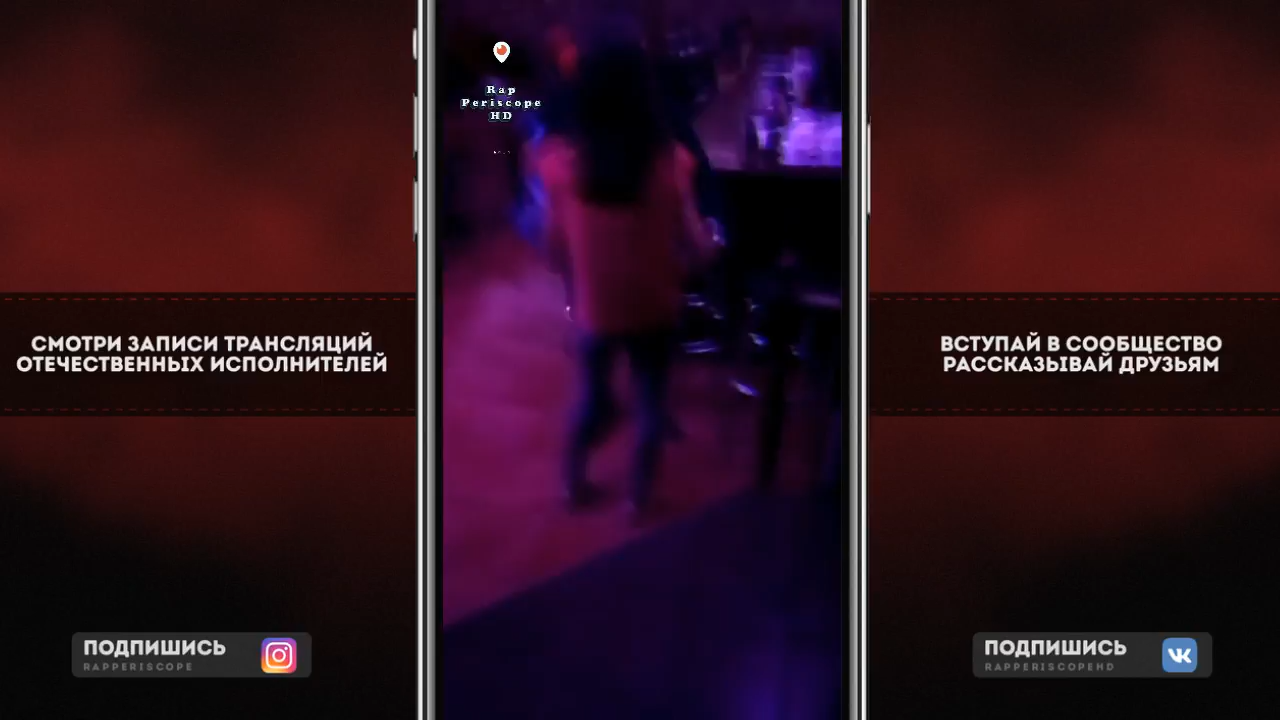 Rap
Periscope
HD
СМОТРИ ЗАПИСИ ТРАНСЛЯЦИЙ
ОТЕЧЕСТВЕННЫХ ИСПОЛНИТЕЛЕЙ
ВСТУПАЙ В СООБЩЕСТВО
РАССКАЗЫВАЙ ДРУЗЬЯМ
ПОДПИШИСЬ
RAPPERISCOPE
ПОДПИШИСЬ
RAPPERISCOPEHD